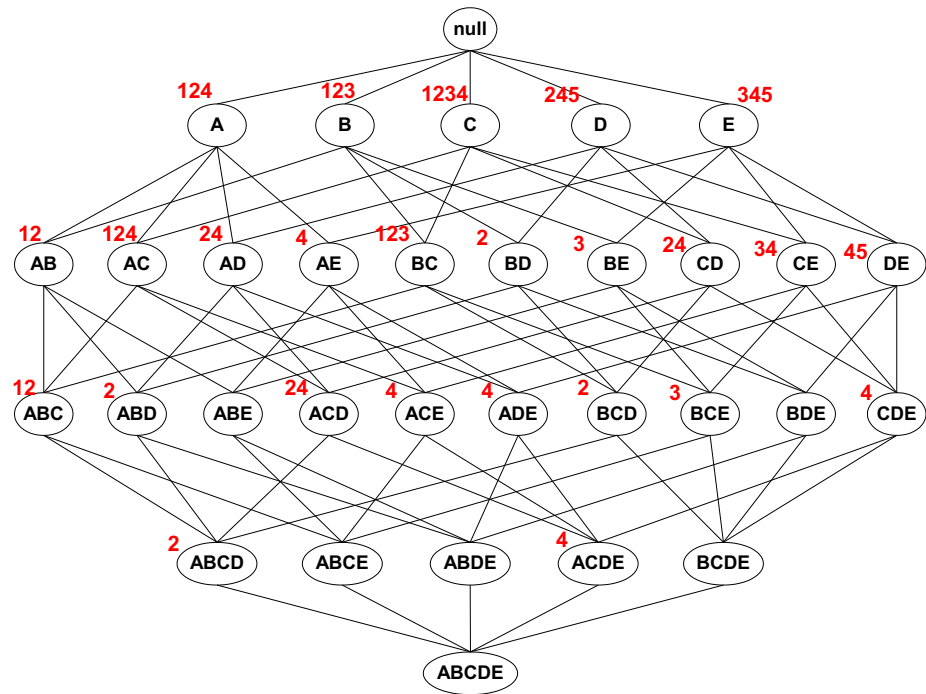 null
124 123 1234 245 345
A B C D E
12 124 24 4 123 2 3 24 34 45
AB AC AD AE BC BD BE CD CE DE
12 2 24 4 4 2 3 4
ABC ABD ABE ACD ACE ADE BCD BCE BDE CDE
2 4
ABCD ABCE ABDE ACDE BCDE
ABCDE